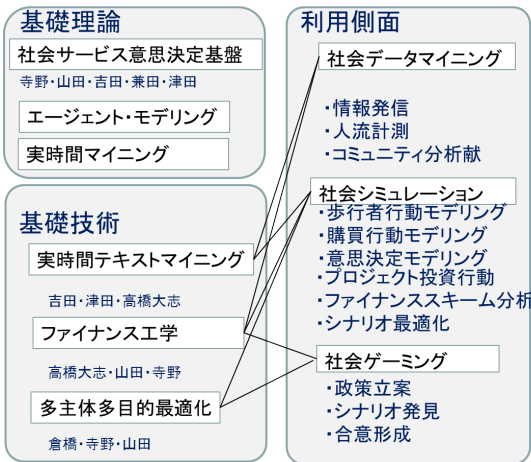 基礎理論
社会サービス意思決定基盤
寺野・山田・吉田・兼田・津田
エージェント・モデリング
実時間マイニング
基礎技術
実時間テキストマイニング
吉田・津田・高橋大志
ファイナンス工学
高橋大志・山田・寺野
多主体多目的最適化
倉橋・寺野・山田
利用側面
社会データマイニング
・情報発信
・人流計測
・コミュニティ分析献
社会シミュレーション
・歩行者行動モデリング
・購買行動モデリング
・意思決定モデリング
・プロジェクト投資行動
・ファイナンススキーム分析
・シナリオ最適化
社会ゲーミング
・政策立案
・シナリオ発見
・合意形成